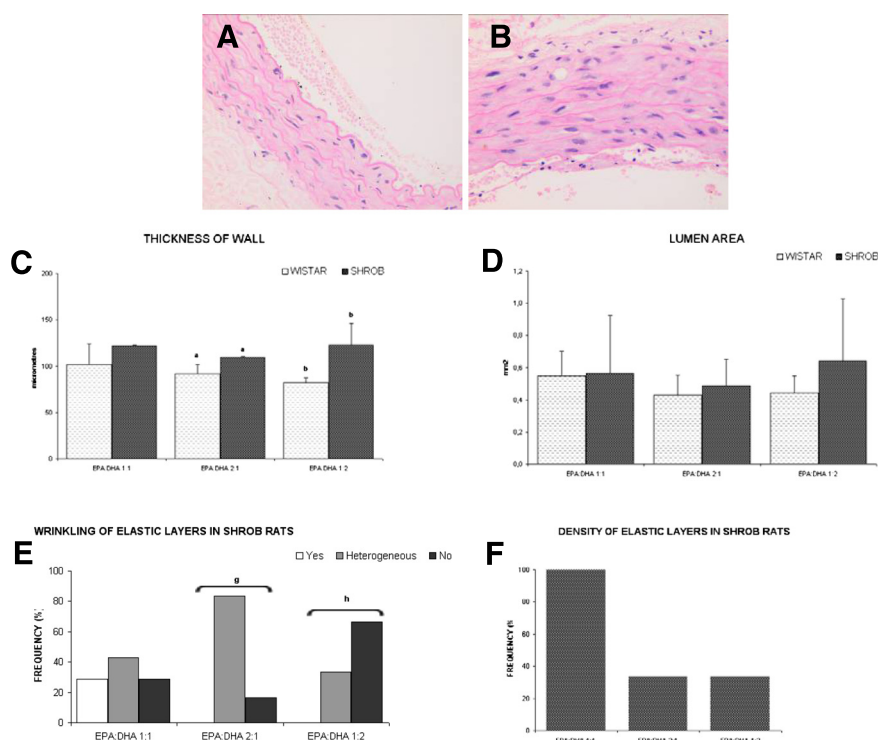 A
B
C
THICKNESS OF WALL
WISTAR SHROB
micrometres
200
150
100
50
0
a
a
b
b
EPA:DHA 1:1 EPA:DHA 2:1 EPA:DHA 1:2
D
LUMEN AREA
WISTAR SHROB
mm2
1,2
1,0
0,8
0,6
0,4
0,2
0,0
EPA:DHA 1:1 EPA:DHA 2:1 EPA:DHA 1:2
E
WRINKLING OF ELASTIC LAYERS IN SHROB RATS
Yes Heterogeneous No
FREQUENCY (%)
100
80
60
40
20
0
g
h
EPA:DHA 1:1 EPA:DHA 2:1 EPA:DHA 1:2
F
DENSITY OF ELASTIC LAYERS IN SHROB RATS
FREQUENCY (%
100
80
60
40
20
0